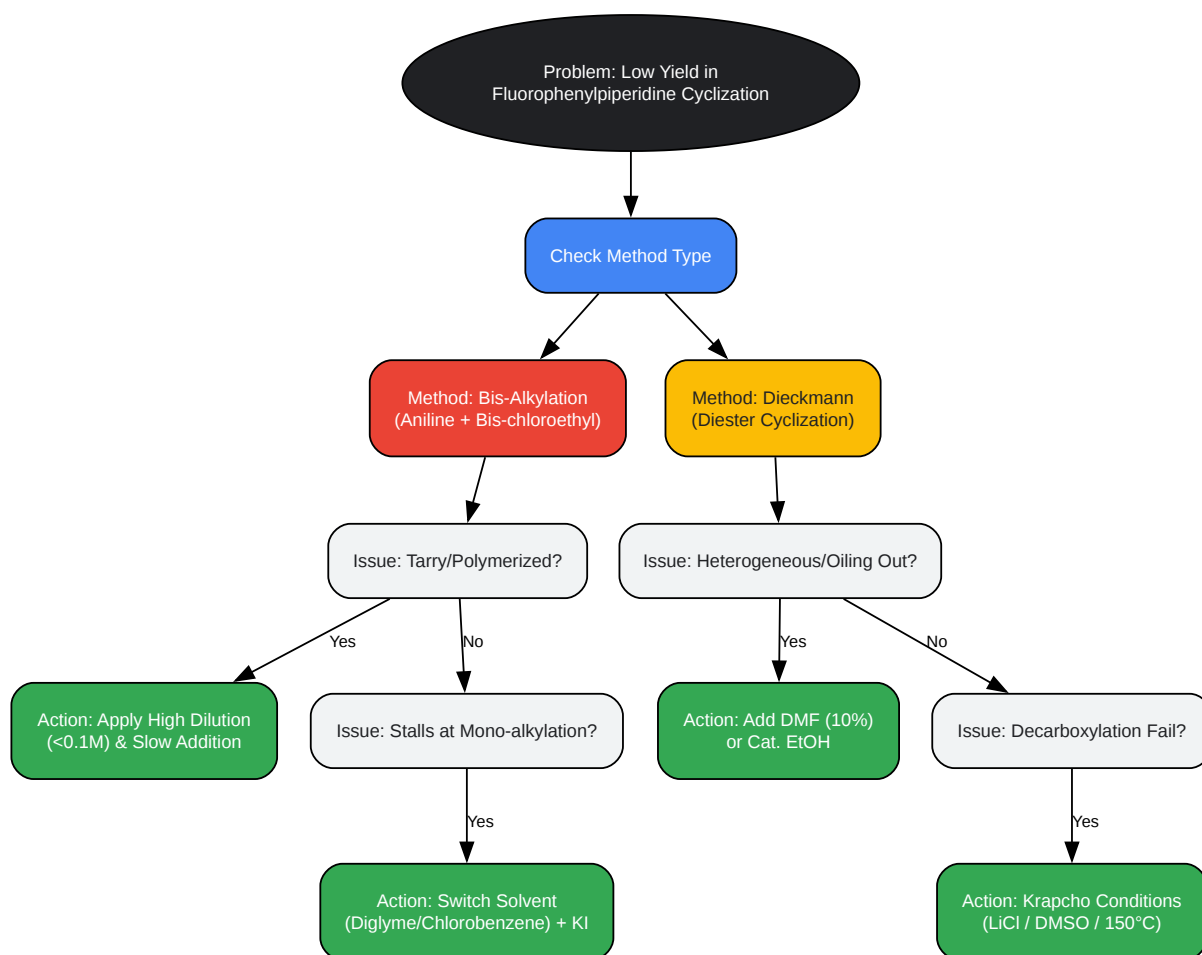 Problem: Low Yield in
Fluorophenylpiperidine Cyclization
Check Method Type
Method: Bis-Alkylation
(Aniline + Bis-chloroethyl)
Method: Dieckmann
(Diester Cyclization)
Issue: Tarry/Polymerized?
Issue: Heterogeneous/Oiling Out?
Yes
No
Yes
No
Action: Apply High Dilution
(<0.1M) & Slow Addition
Issue: Stalls at Mono-alkylation?
Action: Add DMF (10%)
or Cat. EtOH
Issue: Decarboxylation Fail?
Yes
Yes
Action: Switch Solvent
(Diglyme/Chlorobenzene) + KI
Action: Krapcho Conditions
(LiCl / DMSO / 150°C)